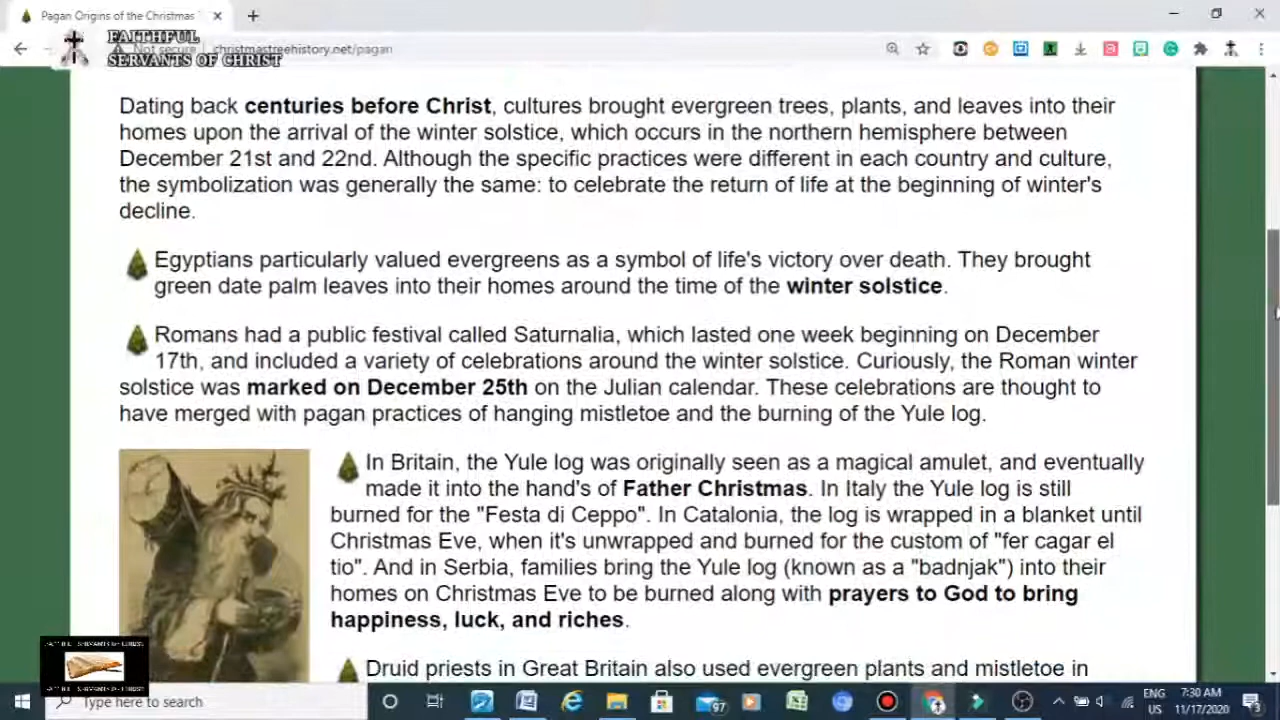 Pagan Origins of the Christmas
FAITHFUL
SERVANTS OF CHRIST
Not secure
christmastreehistory.net/pagan
Dating back centuries before Christ, cultures brought evergreen trees, plants, and leaves into their
homes upon the arrival of the winter solstice, which occurs in the northern hemisphere between
December 21st and 22nd. Although the specific practices were different in each country and culture,
the symbolization was generally the same: to celebrate the return of life at the beginning of winter's
decline.
Egyptians particularly valued evergreens as a symbol of life's victory over death. They brought
green date palm leaves into their homes around the time of the winter solstice.
Romans had a public festival called Saturnalia, which lasted one week beginning on December
17th, and included a variety of celebrations around the winter solstice. Curiously, the Roman winter
solstice was marked on December 25th on the Julian calendar. These celebrations are thought to
have merged with pagan practices of hanging mistletoe and the burning of the Yule log.
In Britain, the Yule log was originally seen as a magical amulet, and eventually
made it into the hand's of Father Christmas. In Italy the Yule log is still
burned for the "Festa di Ceppo". In Catalonia, the log is wrapped in a blanket until
Christmas Eve, when it's unwrapped and burned for the custom of "fer cagar el
tio". And in Serbia, families bring the Yule log (known as a "badnjak") into their
homes on Christmas Eve to be burned along with prayers to God to bring
happiness, luck, and riches.
Druid priests in Great Britain also used evergreen plants and mistletoe in
Type here to search
97
ENG
US
7:30 AM
11/17/2020
3